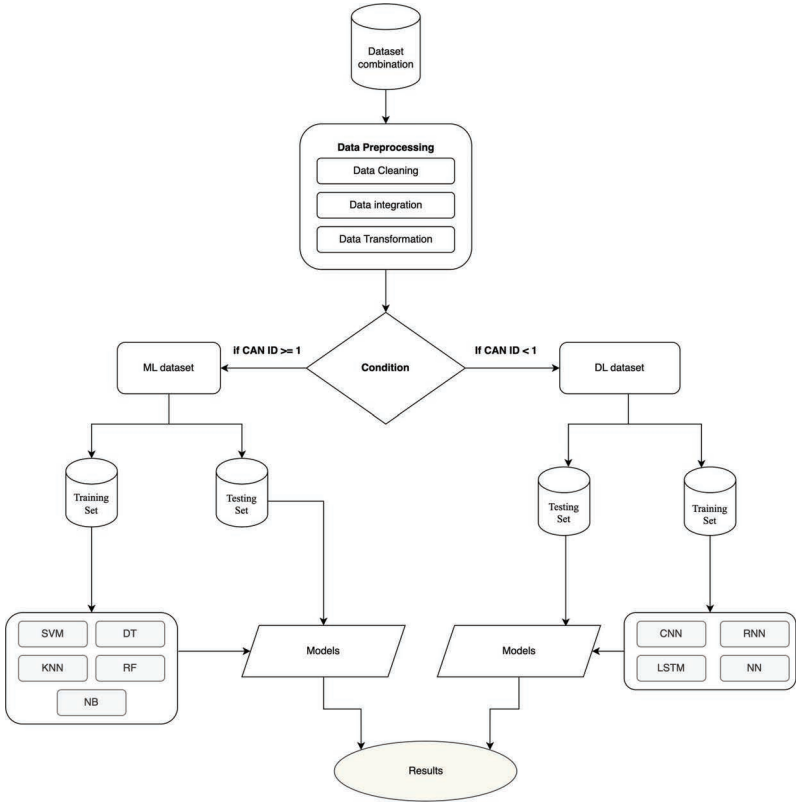 Dataset
combination
Data Preprocessing
Data Cleaning
Data integration
Data Transformation
if CAN ID >= 1
If CAN ID < 1
ML dataset
Condition
DL dataset
Training
Set
Testing
Set
Testing
Set
Training
Set
SVM
DT
KNN
RF
NB
Models
Models
CNN
RNN
LSTM
NN
Results